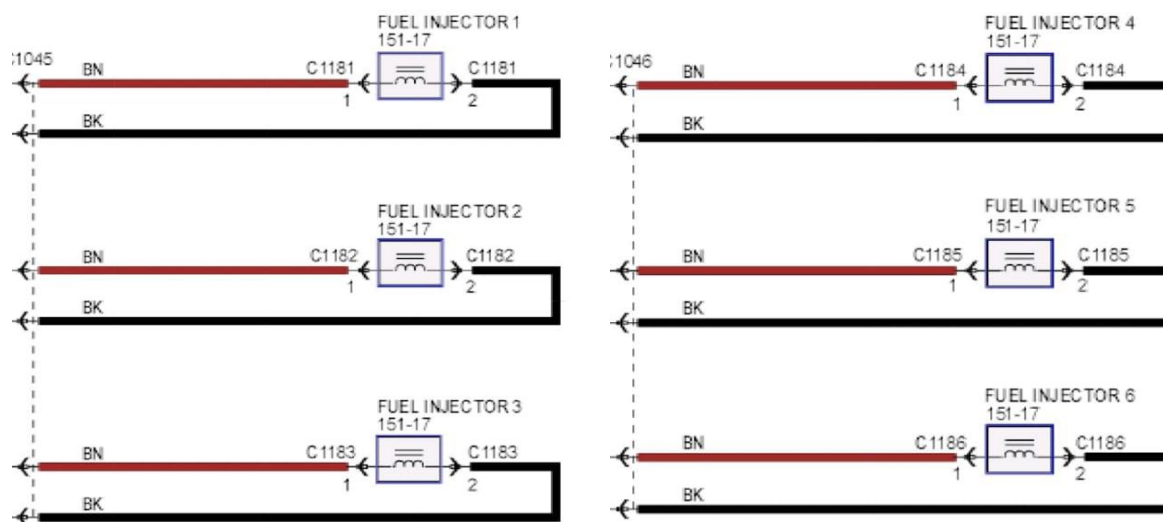 FUEL INJECTOR 1
151-17
C1045
BN
C1181
C1181
1
2
BK
FUEL INJECTOR 2
151-17
BN
C1182
C1182
1
2
BK
FUEL INJECTOR 3
151-17
BN
C1183
C1183
1
2
BK
FUEL INJECTOR 4
151-17
C1046
BN
C1184
C1184
1
2
BK
FUEL INJECTOR 5
151-17
BN
C1185
C1185
1
2
BK
FUEL INJECTOR 6
151-17
BN
C1186
C1186
1
2
BK